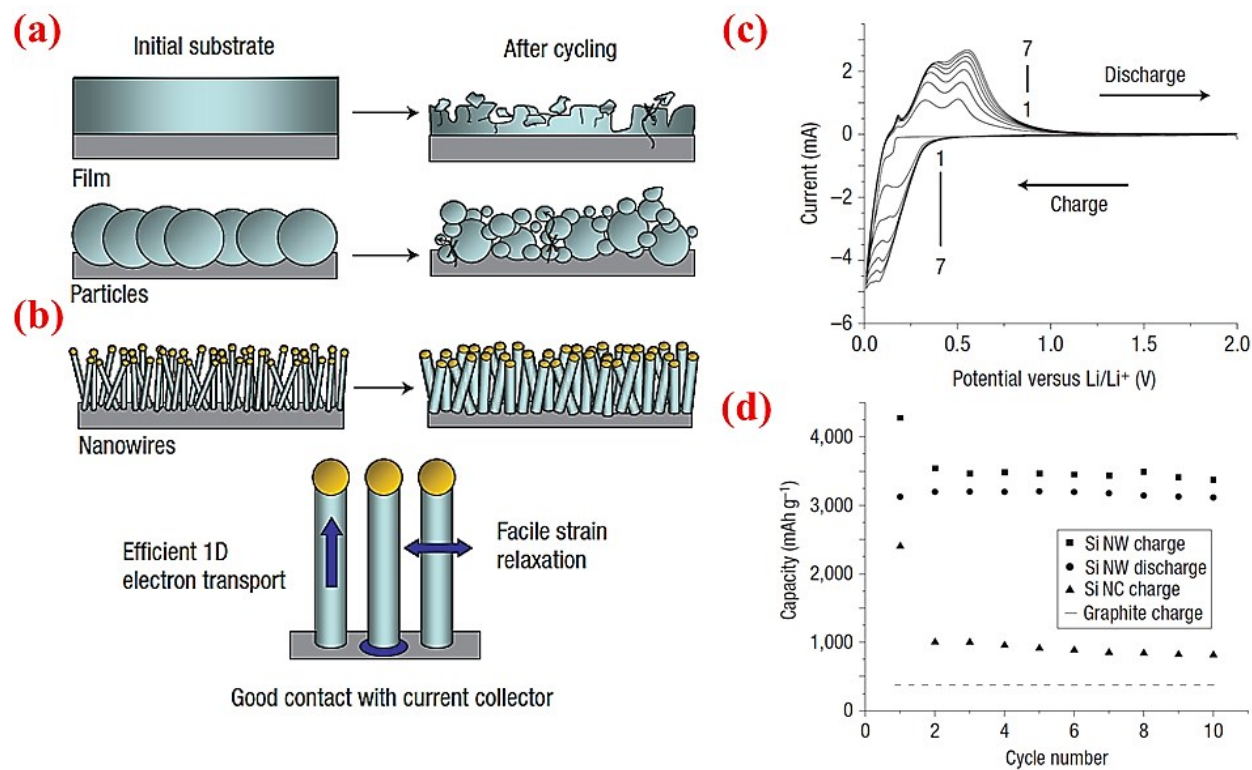 (a)
Initial substrate
After cycling
Film
Particles
(b)
Nanowires
Efficient 1D
electron transport
Facile strain
relaxation
Good contact with current collector
(c)
Current (mA)
2
0
−2
−4
−6
7
1
Discharge
1
7
Charge
0.0
0.5
1.0
1.5
2.0
Potential versus Li/Li⁺ (V)
(d)
Capacity (mAh g⁻¹)
4,000
3,000
2,000
1,000
0
Si NW charge
Si NW discharge
Si NC charge
Graphite charge
0
2
4
6
8
10
Cycle number